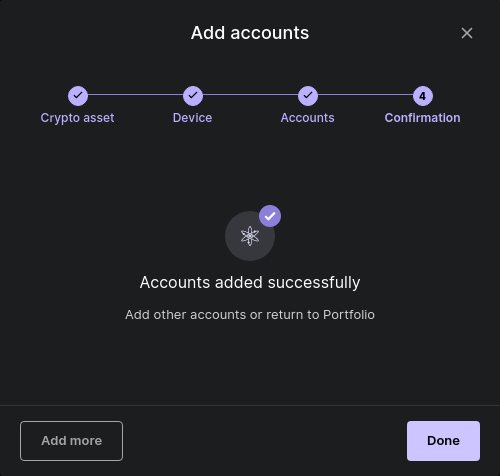 Add accounts
Crypto asset
Device
Accounts
4
Confirmation
Accounts added successfully
Add other accounts or return to Portfolio
Add more
Done